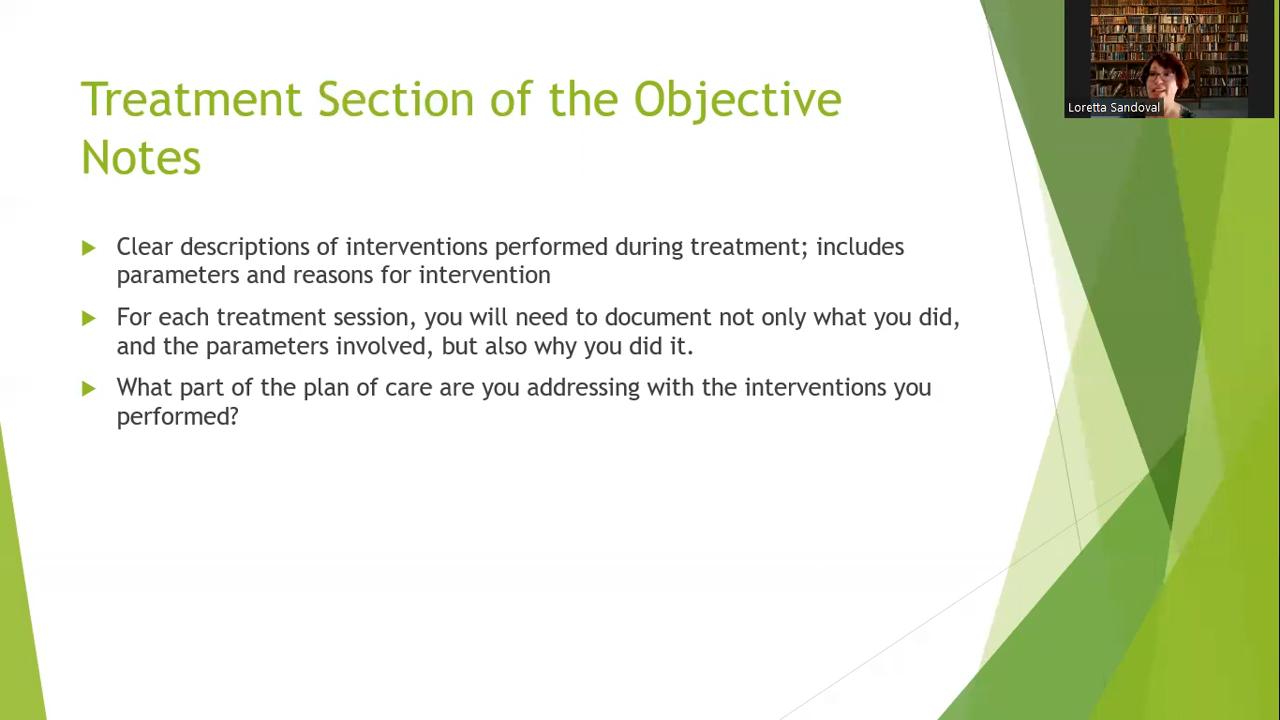 Treatment Section of the Objective
Notes
Loretta Sandoval
Clear descriptions of interventions performed during treatment; includes
parameters and reasons for intervention
For each treatment session, you will need to document not only what you did,
and the parameters involved, but also why you did it.
What part of the plan of care are you addressing with the interventions you
performed?